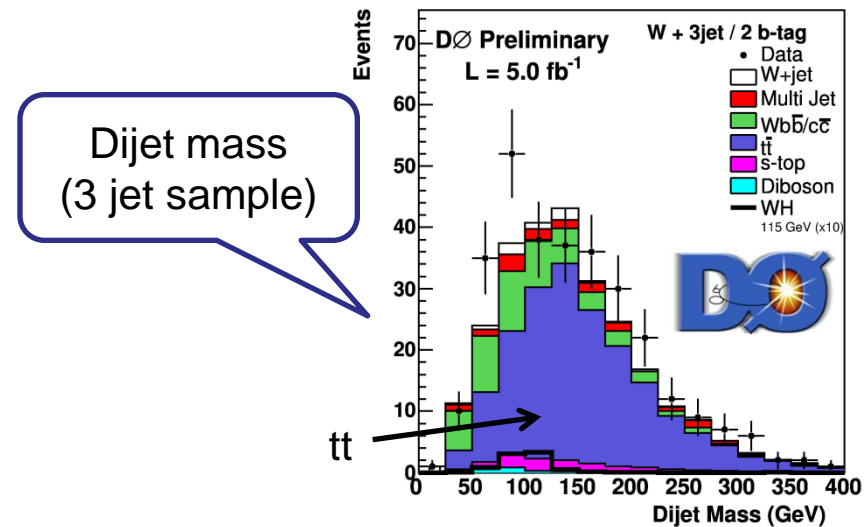 Dijet mass
(3 jet sample)
tt
Events
DØ Preliminary
L = 5.0 fb⁻¹
W + 3jet / 2 b-tag
Data
W+jet
Multi Jet
Wbb̅/cc̅
tt̅
s-top
Diboson
WH
115 GeV (x10)
DØ
70
60
50
40
30
20
10
0
0 50 100 150 200 250 300 350 400
Dijet Mass (GeV)